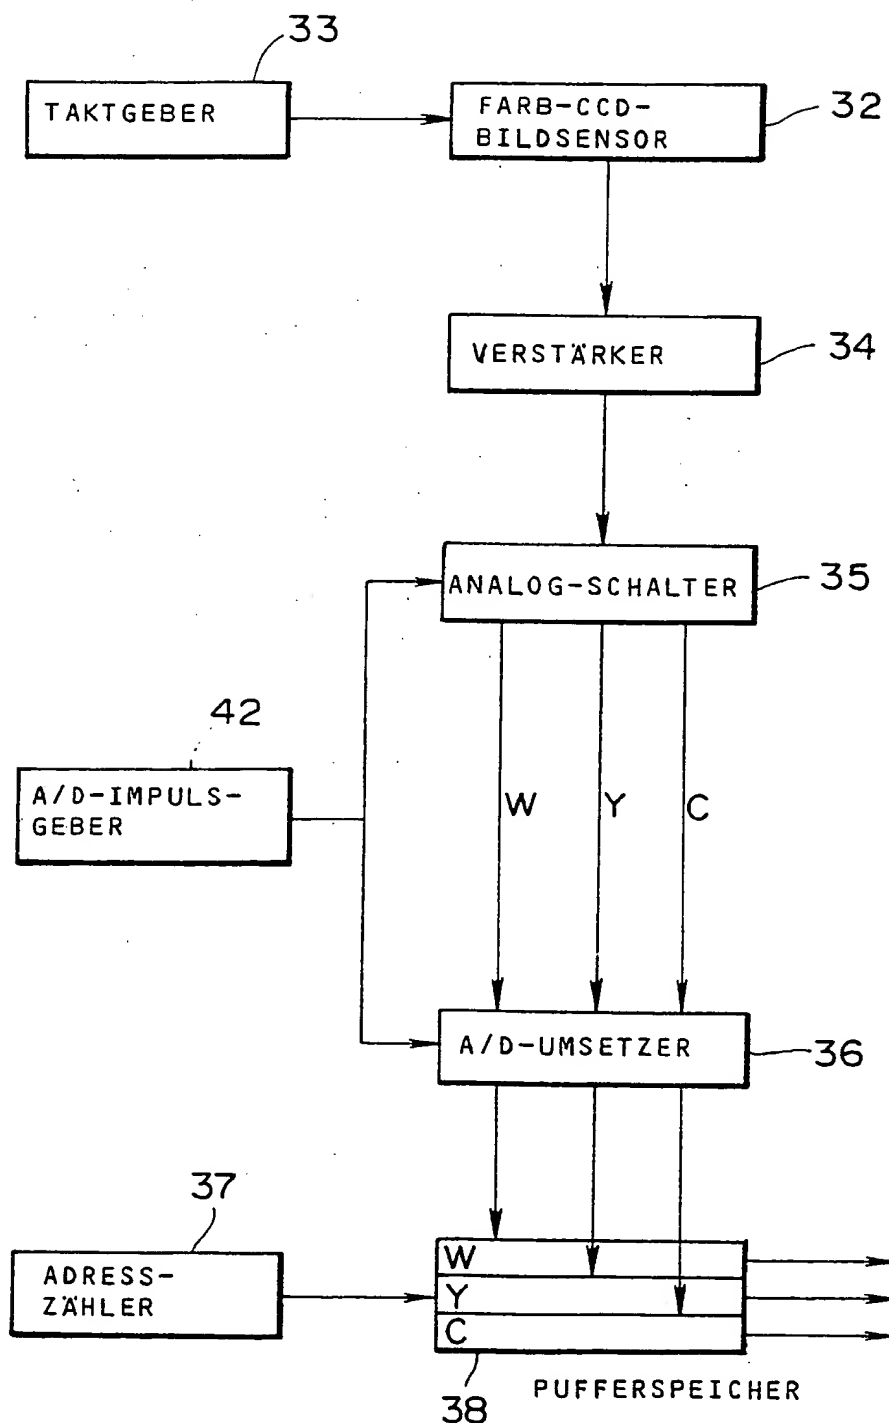 33
TAKTGEBER
FARB-CCD-
BILDSENSOR
32
VERSTÄRKER
34
ANALOG-SCHALTER
35
42
A/D-IMPULS-
GEBER
W Y C
A/D-UMSETZER
36
37
ADRESS-
ZÄHLER
W
Y
C
38
PUFFERSPEICHER